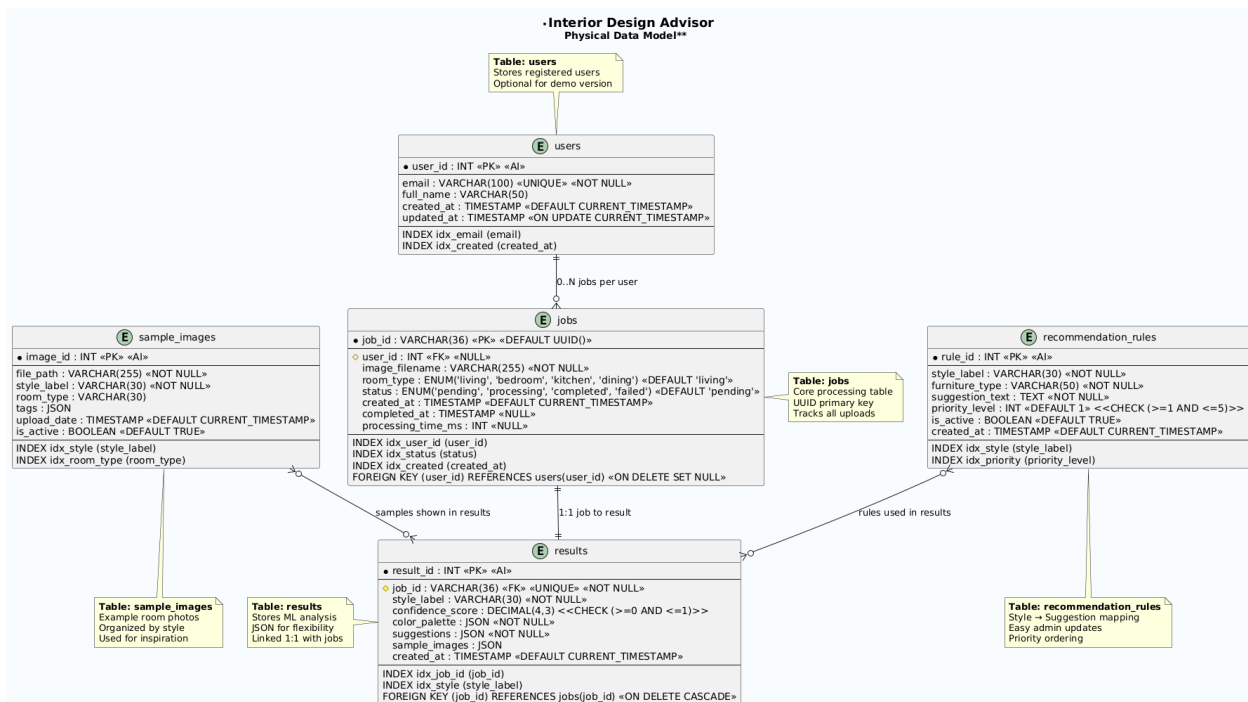 ·Interior Design Advisor
Physical Data Model**
Table: users
Stores registered users
Optional for demo version
E users
• user_id : INT «PK» «AI»
email : VARCHAR(100) «UNIQUE» «NOT NULL»
full_name : VARCHAR(50)
created_at : TIMESTAMP «DEFAULT CURRENT_TIMESTAMP»
updated_at : TIMESTAMP «ON UPDATE CURRENT_TIMESTAMP»
INDEX idx_email (email)
INDEX idx_created (created_at)
0..N jobs per user
E sample_images
• image_id : INT «PK» «AI»
file_path : VARCHAR(255) «NOT NULL»
style_label : VARCHAR(30) «NOT NULL»
room_type : VARCHAR(30)
tags : JSON
upload_date : TIMESTAMP «DEFAULT CURRENT_TIMESTAMP»
is_active : BOOLEAN «DEFAULT TRUE»
INDEX idx_style (style_label)
INDEX idx_room_type (room_type)
E jobs
• job_id : VARCHAR(36) «PK» «DEFAULT UUID()»
user_id : INT «FK» «NULL»
image_filename : VARCHAR(255) «NOT NULL»
room_type : ENUM('living', 'bedroom', 'kitchen', 'dining') «DEFAULT 'living'»
status : ENUM('pending', 'processing', 'completed', 'failed') «DEFAULT 'pending'»
created_at : TIMESTAMP «DEFAULT CURRENT_TIMESTAMP»
completed_at : TIMESTAMP «NULL»
processing_time_ms : INT «NULL»
INDEX idx_user_id (user_id)
INDEX idx_status (status)
INDEX idx_created (created_at)
FOREIGN KEY (user_id) REFERENCES users(user_id) «ON DELETE SET NULL»
Table: jobs
Core processing table
UUID primary key
Tracks all uploads
E recommendation_rules
• rule_id : INT «PK» «AI»
style_label : VARCHAR(30) «NOT NULL»
furniture_type : VARCHAR(50) «NOT NULL»
suggestion_text : TEXT «NOT NULL»
priority_level : INT «DEFAULT 1» <<CHECK (>=1 AND <=5)>>
is_active : BOOLEAN «DEFAULT TRUE»
created_at : TIMESTAMP «DEFAULT CURRENT_TIMESTAMP»
INDEX idx_style (style_label)
INDEX idx_priority (priority_level)
samples shown in results
1:1 job to result
rules used in results
Table: sample_images
Example room photos
Organized by style
Used for inspiration
Table: results
Stores ML analysis
JSON for flexibility
Linked 1:1 with jobs
E results
• result_id : INT «PK» «AI»
job_id : VARCHAR(36) «FK» «UNIQUE» «NOT NULL»
style_label : VARCHAR(30) «NOT NULL»
confidence_score : DECIMAL(4,3) <<CHECK (>=0 AND <=1)>>
color_palette : JSON «NOT NULL»
suggestions : JSON «NOT NULL»
sample_images : JSON
created_at : TIMESTAMP «DEFAULT CURRENT_TIMESTAMP»
INDEX idx_job_id (job_id)
INDEX idx_style (style_label)
FOREIGN KEY (job_id) REFERENCES jobs(job_id) «ON DELETE CASCADE»
Table: recommendation_rules
Style → Suggestion mapping
Easy admin updates
Priority ordering